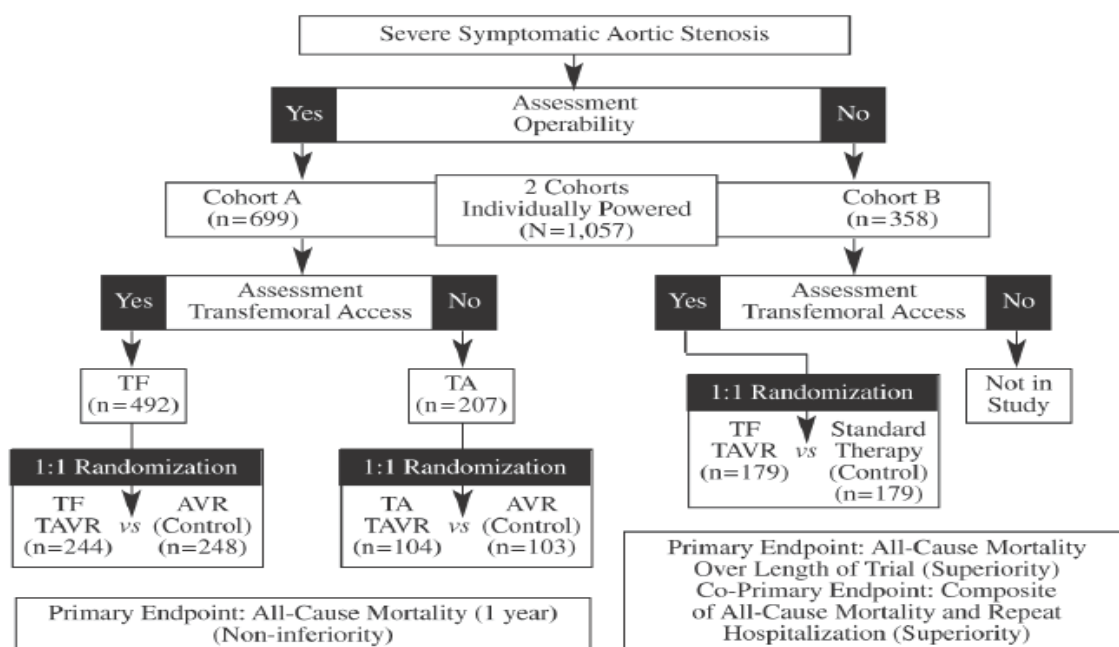 Severe Symptomatic Aortic Stenosis
Yes
Assessment
Operability
No
Cohort A
(n=699)
2 Cohorts
Individually Powered
(N=1,057)
Cohort B
(n=358)
Yes
Assessment
Transfemoral Access
No
Yes
Assessment
Transfemoral Access
No
TF
(n=492)
TA
(n=207)
1:1 Randomization
TF
TAVR
(n=179)
vs
Standard
Therapy
(Control)
(n=179)
Not in
Study
1:1 Randomization
TF
TAVR
(n=244)
vs
AVR
(Control)
(n=248)
1:1 Randomization
TA
TAVR
(n=104)
vs
AVR
(Control)
(n=103)
Primary Endpoint: All-Cause Mortality (1 year)
(Non-inferiority)
Primary Endpoint: All-Cause Mortality
Over Length of Trial (Superiority)
Co-Primary Endpoint: Composite
of All-Cause Mortality and Repeat
Hospitalization (Superiority)